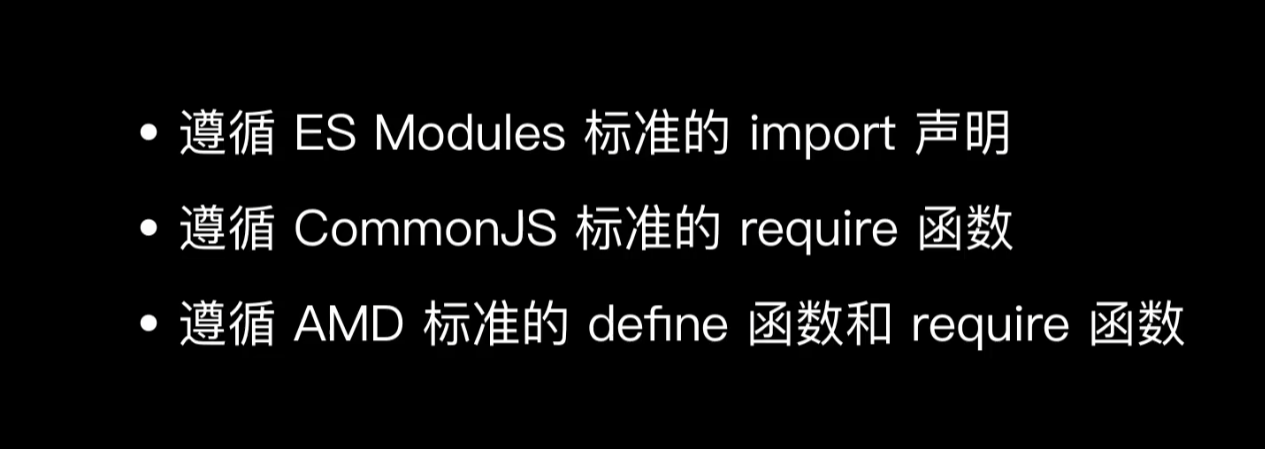 • 遵循 ES Modules 标准的 import 声明
• 遵循 CommonJS 标准的 require 函数
• 遵循 AMD 标准的 define 函数和 require 函数